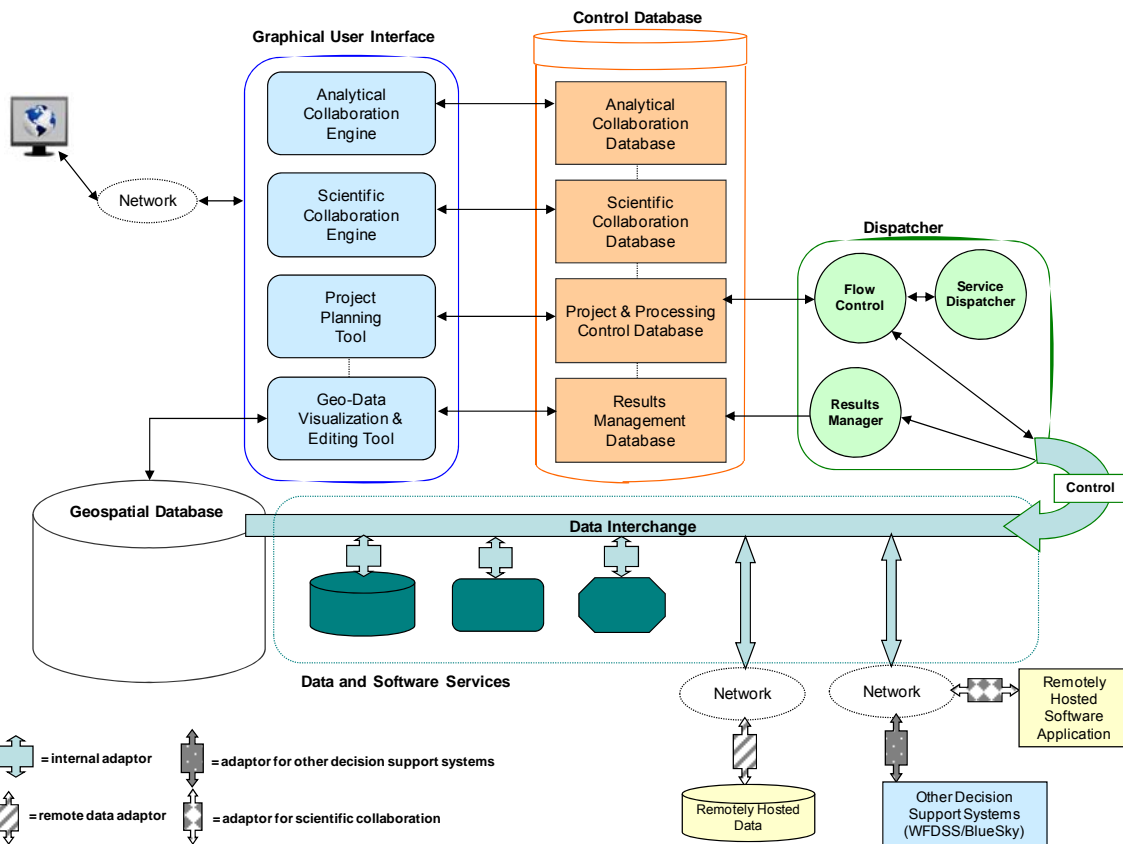 Control Database
Graphical User Interface
Analytical
Collaboration
Engine
Analytical
Collaboration
Database
Network
Scientific
Collaboration
Engine
Scientific
Collaboration
Database
Dispatcher
Flow
Control
Service
Dispatcher
Project
Planning
Tool
Project & Processing
Control Database
Geo-Data
Visualization &
Editing Tool
Results
Management
Database
Results
Manager
Control
Geospatial Database
Data Interchange
Data and Software Services
Network
Network
Remotely
Hosted
Software
Application
= internal adaptor
= adaptor for other decision support systems
= remote data adaptor
= adaptor for scientific collaboration
Remotely Hosted
Data
Other Decision
Support Systems
(WFDSS/BlueSky)